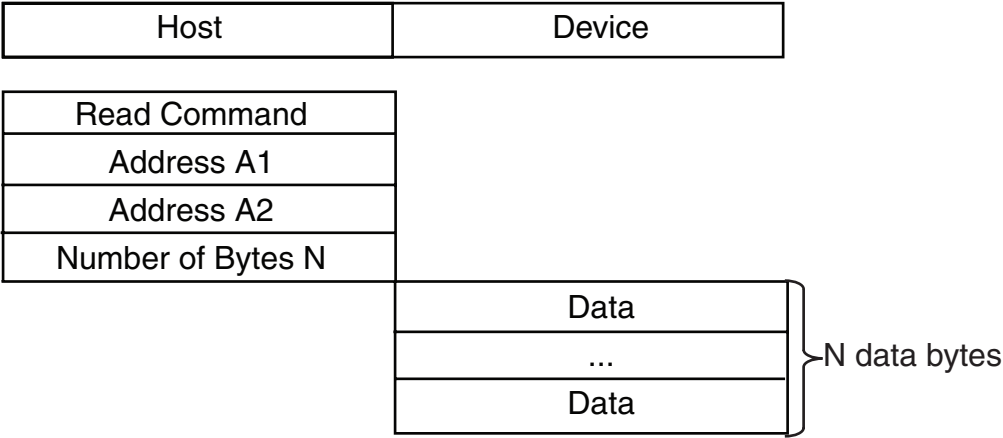 Host Device
Read Command
Address A1
Address A2
Number of Bytes N
Data
...
N data bytes
Data